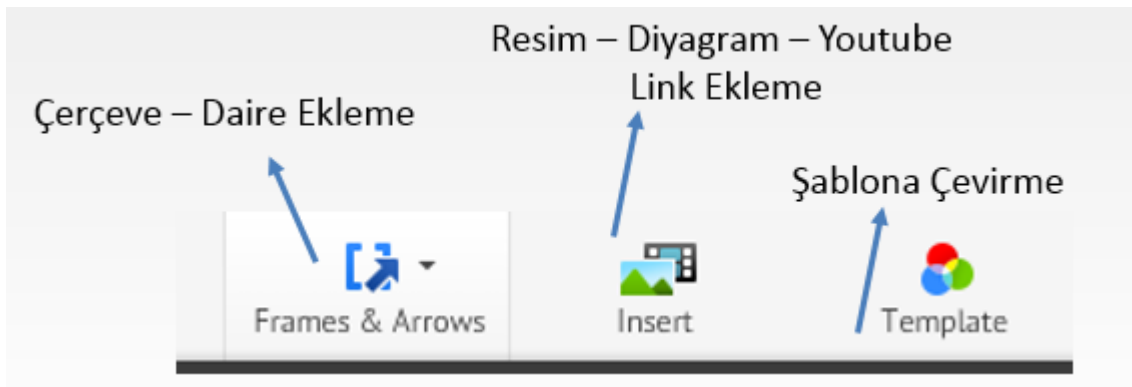 Resim – Diyagram – Youtube
Link Ekleme
Çerçeve – Daire Ekleme
Şablona Çevirme
Frames & Arrows
Insert
Template